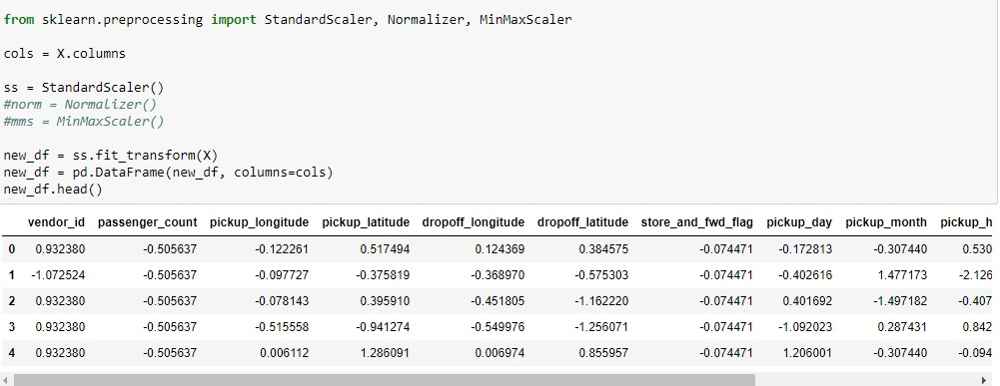 from sklearn.preprocessing import StandardScaler, Normalizer, MinMaxScaler
cols = X.columns
ss = StandardScaler()
#norm = Normalizer()
#mms = MinMaxScaler()
new_df = ss.fit_transform(X)
new_df = pd.DataFrame(new_df, columns=cols)
new_df.head()
vendor_id passenger_count pickup_longitude pickup_latitude dropoff_longitude dropoff_latitude store_and_fwd_flag pickup_day pickup_month pickup_h
0 0.932380 -0.505637 -0.122261 0.517494 0.124369 0.384575 -0.074471 -0.172813 -0.307440 0.530
1 -1.072524 -0.505637 -0.097727 -0.375819 -0.368970 -0.575303 -0.074471 -0.402616 1.477173 -2.126
2 0.932380 -0.505637 -0.078143 0.395910 -0.451805 -1.162220 -0.074471 0.401692 -1.497182 -0.407
3 0.932380 -0.505637 -0.515558 -0.941274 -0.549976 -1.256071 -0.074471 -1.092023 0.287431 0.842
4 0.932380 -0.505637 0.006112 1.286091 0.006974 0.855957 -0.074471 1.206001 -0.307440 -0.094